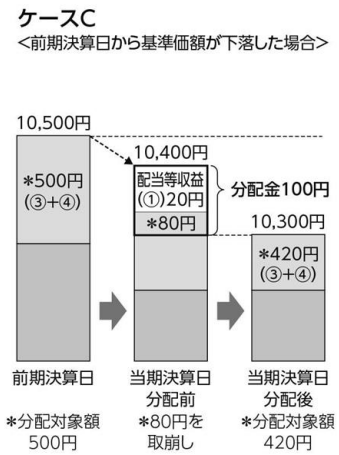 ケースC
<前期決算日から基準価額が下落した場合>
10,500円
10,400円
*500円
(③+④)
配当等収益
(①)20円
*80円
分配金100円
10,300円
*420円
(③+④)
前期決算日
当期決算日
分配前
当期決算日
分配後
*分配対象額
500円
*80円を
取崩し
*分配対象額
420円